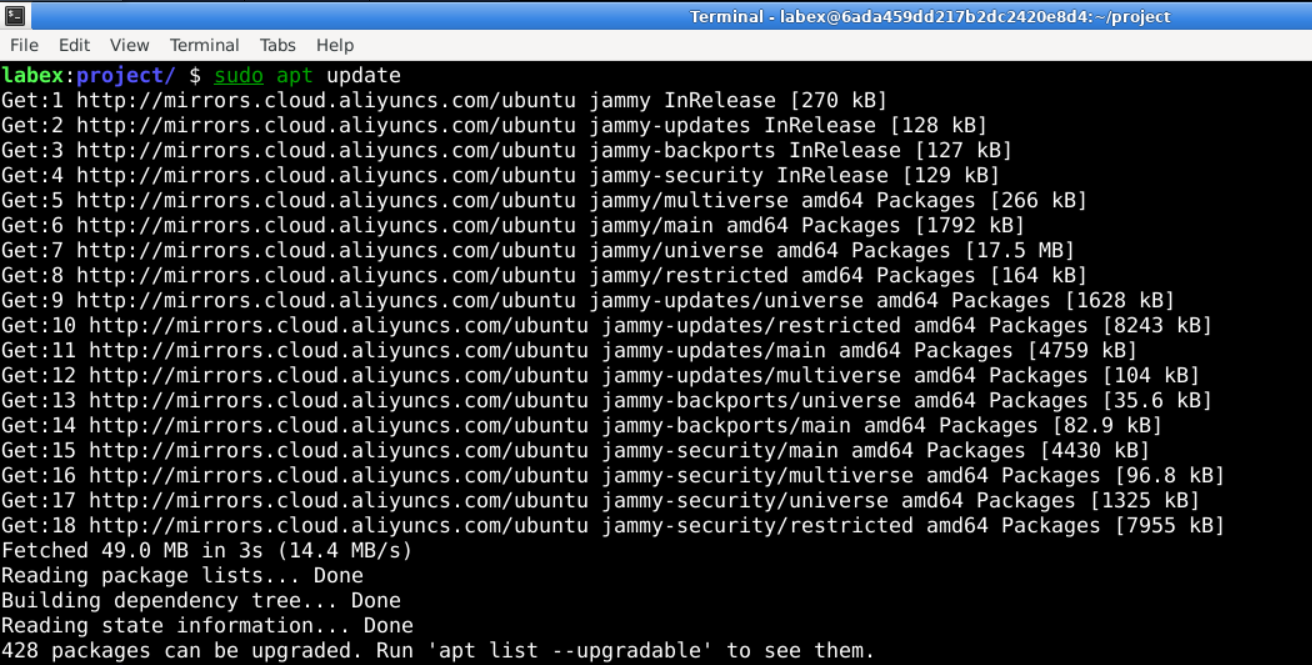 Terminal - labex@6ada459dd217b2dc2420e8d4:~/project
File Edit View Terminal Tabs Help
labex:project/ $ sudo apt update
Get:1 http://mirrors.cloud.aliyuncs.com/ubuntu jammy InRelease [270 kB]
Get:2 http://mirrors.cloud.aliyuncs.com/ubuntu jammy-updates InRelease [128 kB]
Get:3 http://mirrors.cloud.aliyuncs.com/ubuntu jammy-backports InRelease [127 kB]
Get:4 http://mirrors.cloud.aliyuncs.com/ubuntu jammy-security InRelease [129 kB]
Get:5 http://mirrors.cloud.aliyuncs.com/ubuntu jammy/multiverse amd64 Packages [266 kB]
Get:6 http://mirrors.cloud.aliyuncs.com/ubuntu jammy/main amd64 Packages [1792 kB]
Get:7 http://mirrors.cloud.aliyuncs.com/ubuntu jammy/universe amd64 Packages [17.5 MB]
Get:8 http://mirrors.cloud.aliyuncs.com/ubuntu jammy/restricted amd64 Packages [164 kB]
Get:9 http://mirrors.cloud.aliyuncs.com/ubuntu jammy-updates/universe amd64 Packages [1628 kB]
Get:10 http://mirrors.cloud.aliyuncs.com/ubuntu jammy-updates/restricted amd64 Packages [8243 kB]
Get:11 http://mirrors.cloud.aliyuncs.com/ubuntu jammy-updates/main amd64 Packages [4759 kB]
Get:12 http://mirrors.cloud.aliyuncs.com/ubuntu jammy-updates/multiverse amd64 Packages [104 kB]
Get:13 http://mirrors.cloud.aliyuncs.com/ubuntu jammy-backports/universe amd64 Packages [35.6 kB]
Get:14 http://mirrors.cloud.aliyuncs.com/ubuntu jammy-backports/main amd64 Packages [82.9 kB]
Get:15 http://mirrors.cloud.aliyuncs.com/ubuntu jammy-security/main amd64 Packages [4430 kB]
Get:16 http://mirrors.cloud.aliyuncs.com/ubuntu jammy-security/multiverse amd64 Packages [96.8 kB]
Get:17 http://mirrors.cloud.aliyuncs.com/ubuntu jammy-security/universe amd64 Packages [1325 kB]
Get:18 http://mirrors.cloud.aliyuncs.com/ubuntu jammy-security/restricted amd64 Packages [7955 kB]
Fetched 49.0 MB in 3s (14.4 MB/s)
Reading package lists... Done
Building dependency tree... Done
Reading state information... Done
428 packages can be upgraded. Run 'apt list --upgradable' to see them.